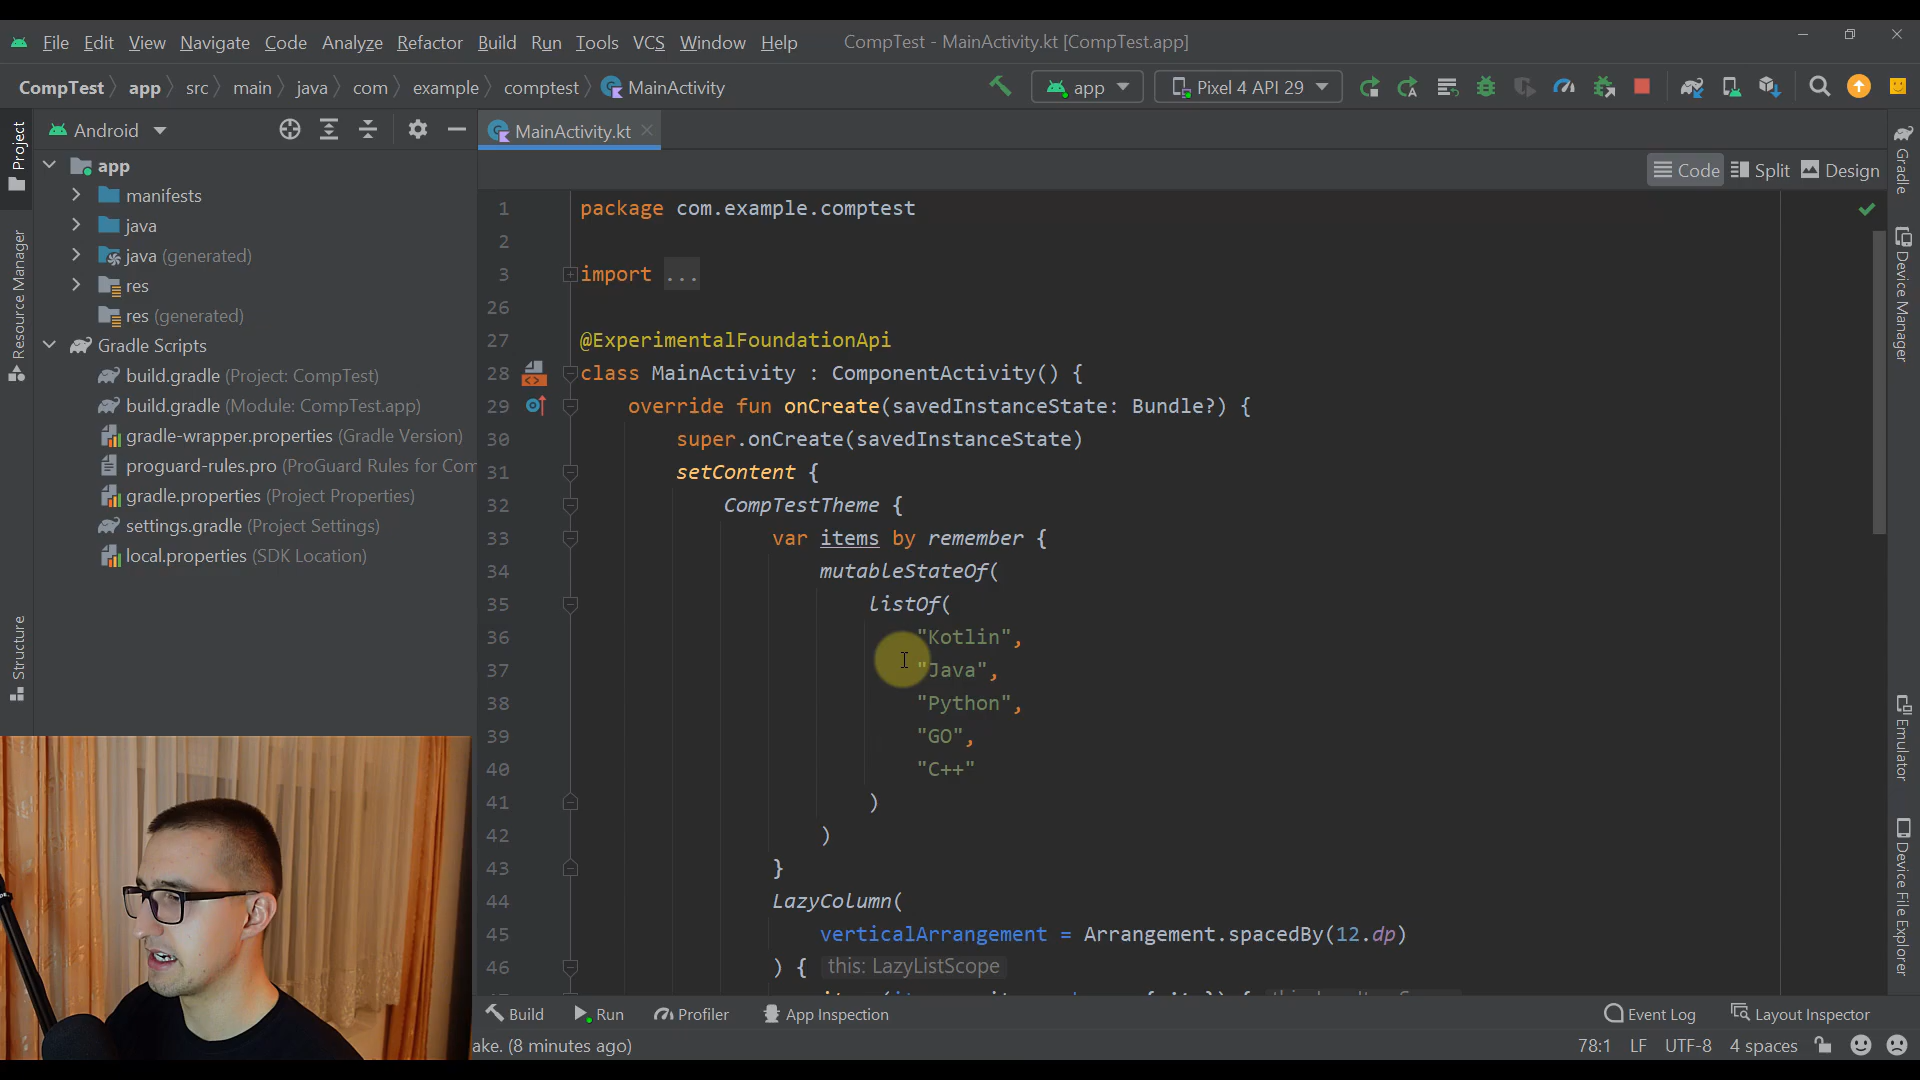 File Edit View Navigate Code Analyze Refactor Build Run Tools VCS Window Help CompTest - MainActivity.kt [CompTest.app]
CompTest app src main java com example comptest MainActivity app Pixel 4 API 29
Android
MainActivity.kt
Code Split Design
Project
Resource Manager
Structure
app
manifests
java
java (generated)
res
res (generated)
Gradle Scripts
build.gradle (Project: CompTest)
build.gradle (Module: CompTest.app)
gradle-wrapper.properties (Gradle Version)
proguard-rules.pro (ProGuard Rules for Com
gradle.properties (Project Properties)
settings.gradle (Project Settings)
local.properties (SDK Location)
1 package com.example.comptest
2
3 import ...
26
27 @ExperimentalFoundationApi
28 class MainActivity : ComponentActivity() {
29 override fun onCreate(savedInstanceState: Bundle?) {
30 super.onCreate(savedInstanceState)
31 setContent {
32 CompTestTheme {
33 var items by remember {
34 mutableStateOf(
35 listOf(
36 "Kotlin",
37 "Java",
38 "Python",
39 "GO",
40 "C++"
41 )
42 )
43 }
44 LazyColumn(
45 verticalArrangement = Arrangement.spacedBy(12.dp)
46 ) { this: LazyListScope
Gradle
Device Manager
Emulator
Device File Explorer
Build Run Profiler App Inspection Event Log Layout Inspector
ake. (8 minutes ago) 78:1 LF UTF-8 4 spaces